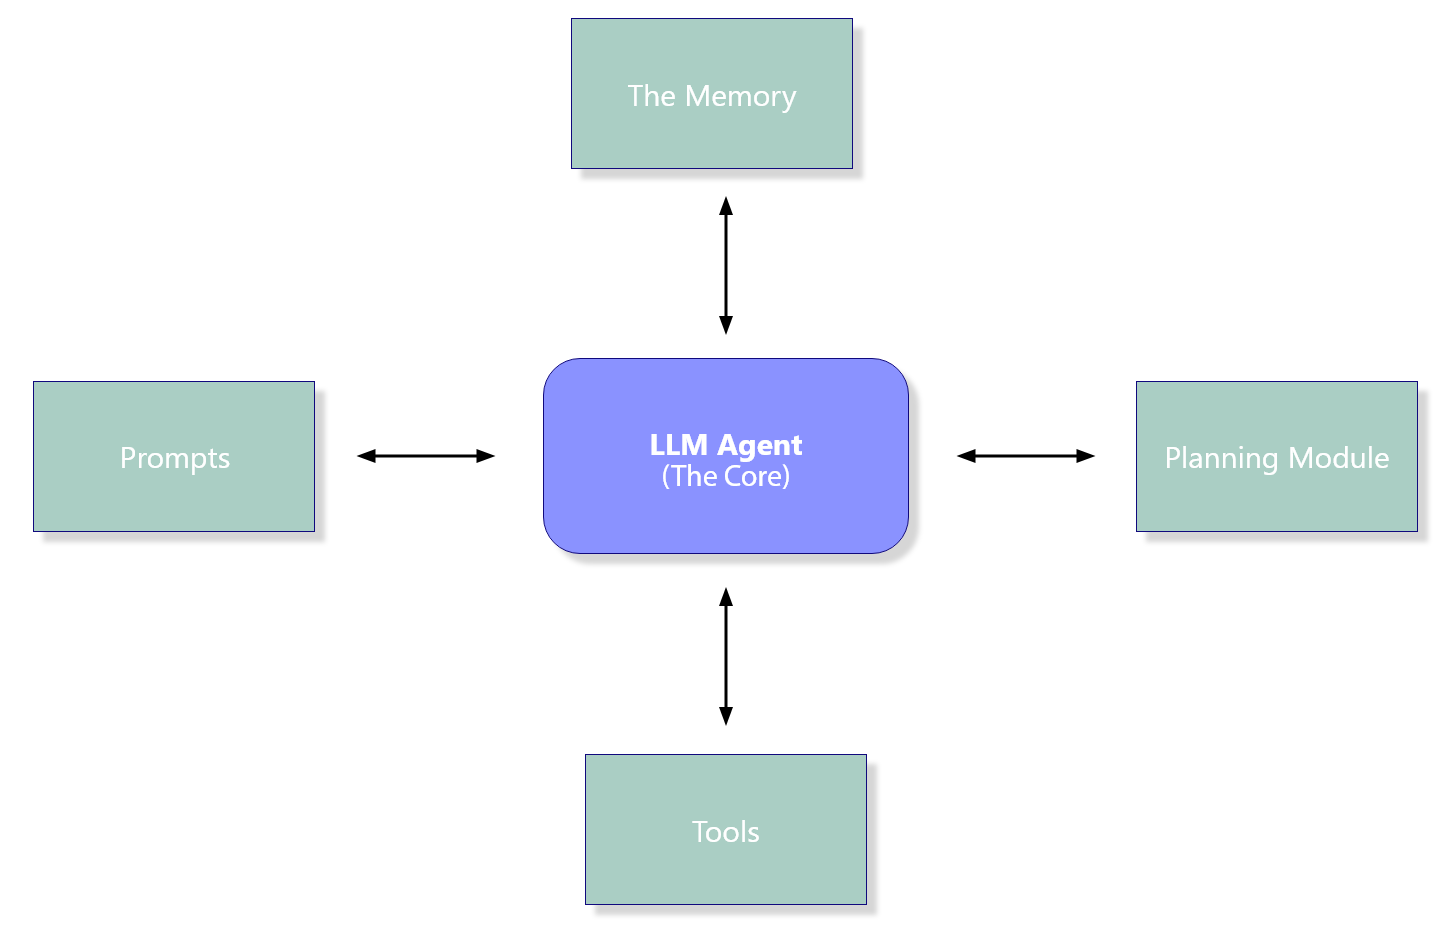 The Memory
Prompts
LLM Agent
(The Core)
Planning Module
Tools